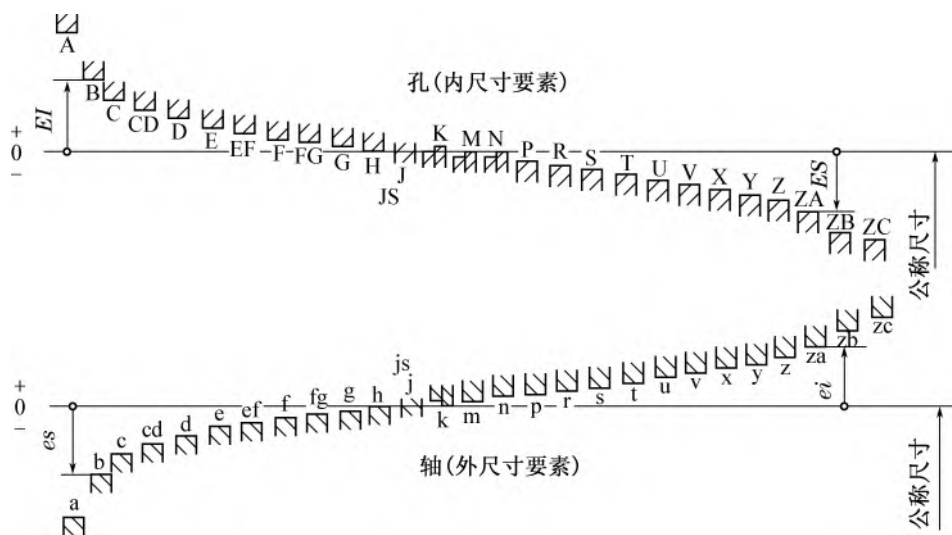 A
B
C
CD
D
E
EF
F
FG
G
H
J
JS
K
M
N
P
R
S
T
U
V
X
Y
Z
ZA
ZB
ZC
孔(内尺寸要素)
EI
ES
+
0
−
公称尺寸
a
b
c
cd
d
e
ef
f
fg
g
h
js
j
k
m
n
p
r
s
t
u
v
x
y
z
za
zb
zc
轴(外尺寸要素)
es
ei
+
0
−
公称尺寸